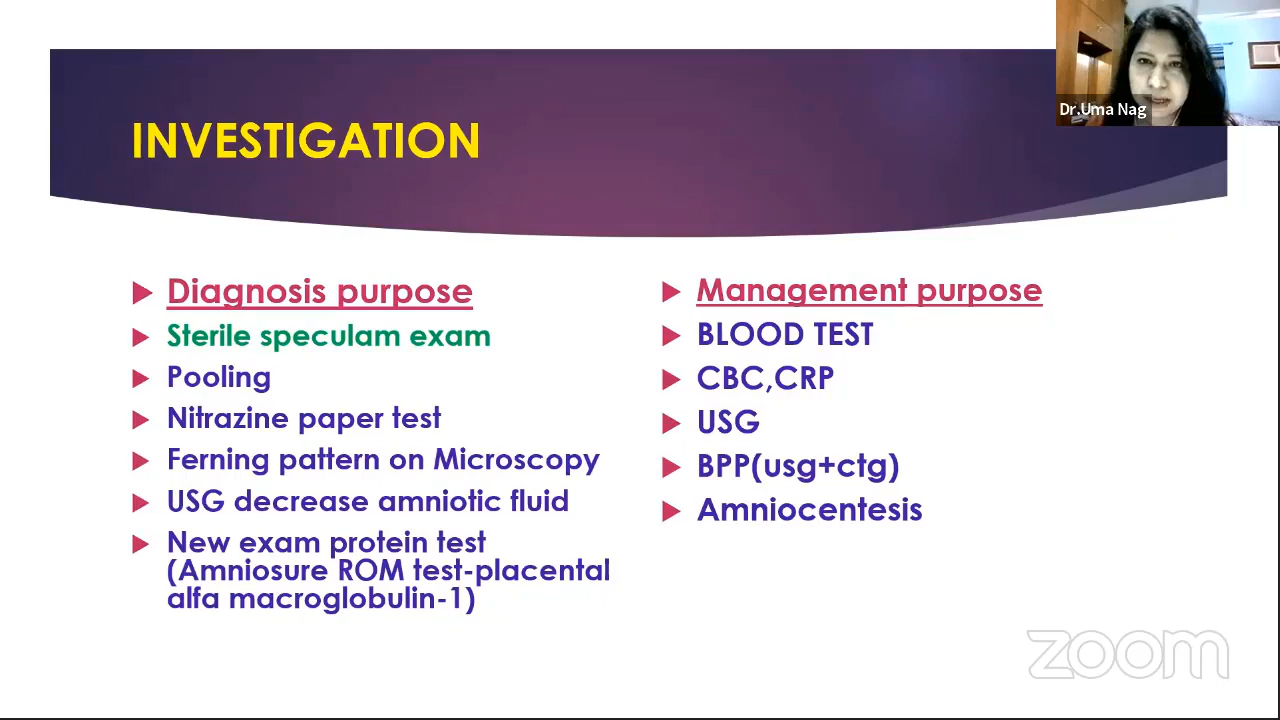 Dr,Uma Nag
INVESTIGATION
Diagnosis purpose
Sterile speculam exam
Pooling
Nitrazine paper test
Ferning pattern on Microscopy
USG decrease amniotic fluid
New exam protein test
(Amniosure ROM test-placental
alfa macroglobulin-1)
Management purpose
BLOOD TEST
CBC,CRP
USG
BPP(usg+ctg)
Amniocentesis
zoom